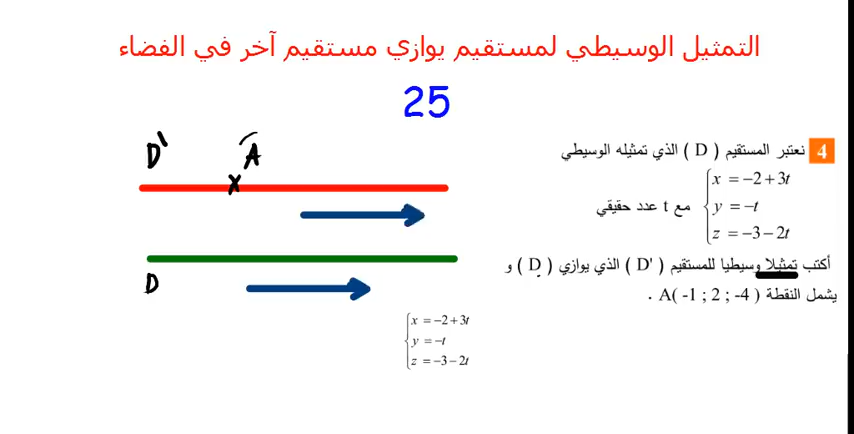 التمثيل الوسيطي لمستقيم يوازي مستقيم آخر في الفضاء
25
4 نعتبر المستقيم ( D ) الذي تمثيله الوسيطي
x = -2 + 3t
y = -t مع t عدد حقيقي
z = -3 - 2t
أكتب تمثيلا وسيطيا للمستقيم ( D' ) الذي يوازي ( D ) و
يشمل النقطة A( -1 ; 2 ; -4 ) .
D' A
D
x = -2 + 3t
y = -t
z = -3 - 2t